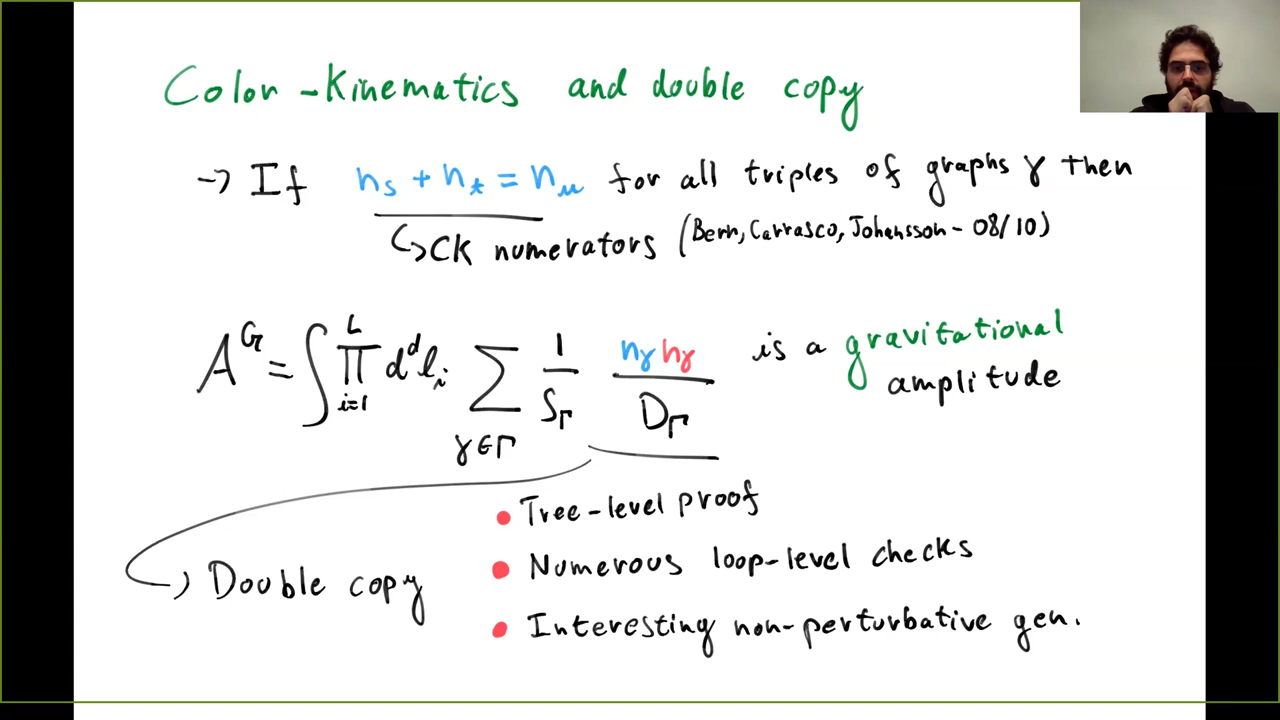 Color-Kinematics and double copy
→ If n_s + n_t = n_u for all triples of graphs γ then
↳ CK numerators (Bern, Carrasco, Johansson - 08/10)
A^G = ∫ ∏_{i=1}^{L} d^d l_i ∑_{γ∈Γ} 1/S_Γ n_γ n_γ / D_Γ is a gravitational
amplitude
• Tree-level proof
• Numerous loop-level checks
→ Double copy
• Interesting non-perturbative gen.